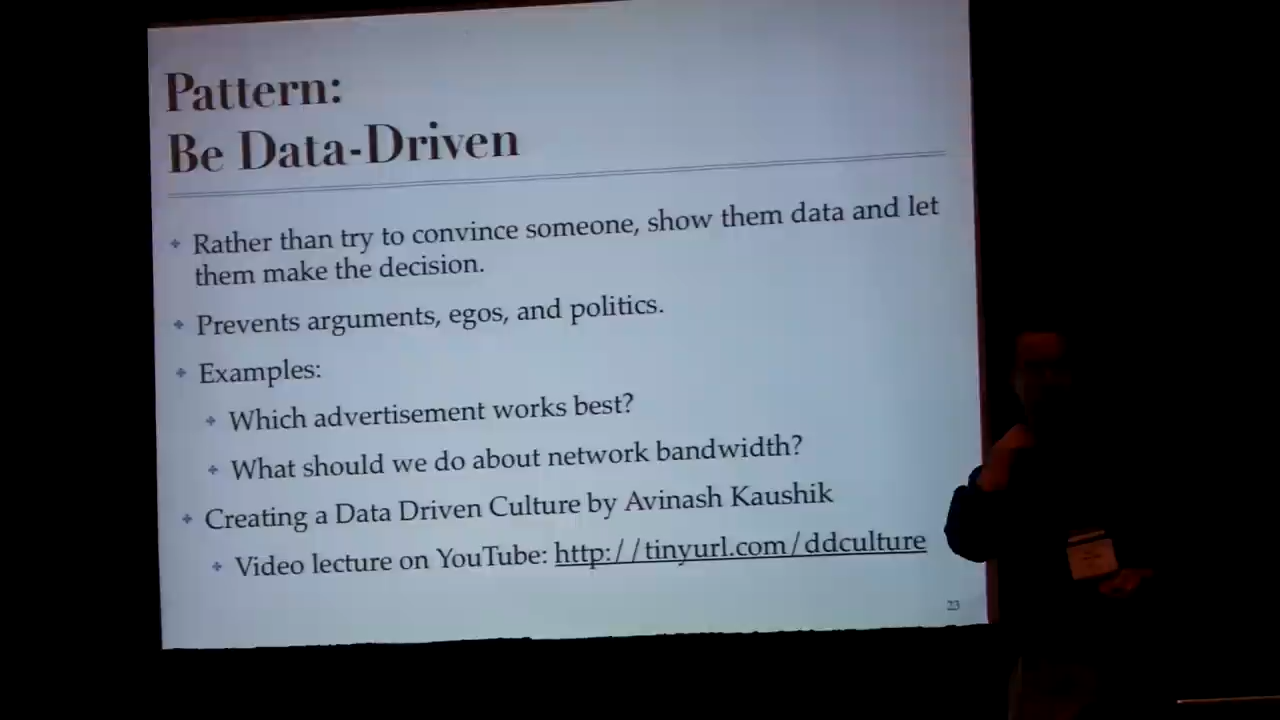 Pattern:
Be Data-Driven
Rather than try to convince someone, show them data and let
them make the decision.
Prevents arguments, egos, and politics.
Examples:
Which advertisement works best?
What should we do about network bandwidth?
Creating a Data Driven Culture by Avinash Kaushik
Video lecture on YouTube: http://tinyurl.com/ddculture
23